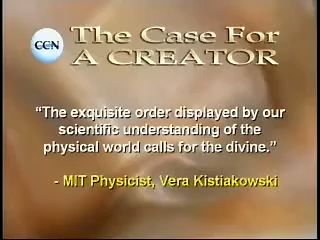 CCN
The Case For
A CREATOR
“The exquisite order displayed by our
scientific understanding of the
physical world calls for the divine.”
- MIT Physicist, Vera Kistiakowski